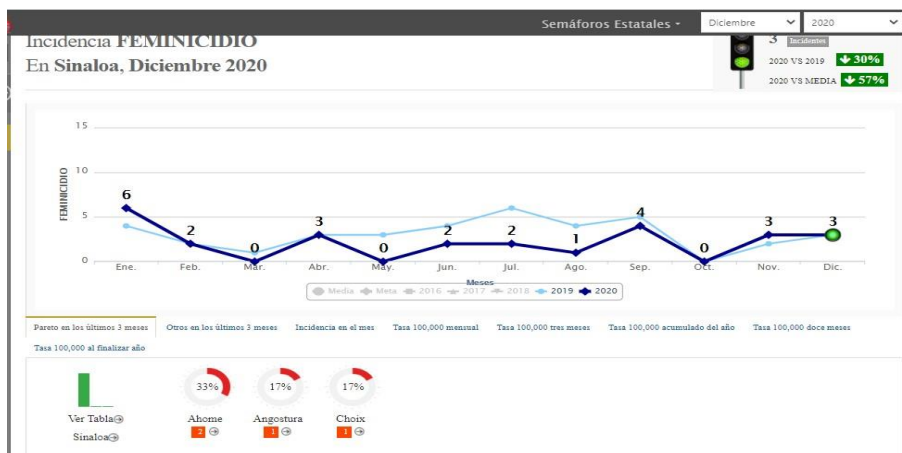 Semáforos Estatales
Diciembre
2020
Incidencia FEMINICIDIO
En Sinaloa, Diciembre 2020
3 Incidentes
2020 VS 2019 30%
2020 VS MEDIA 57%
15
10
5
0
FEMINICIDIO
6
2
0
3
0
2
2
1
4
0
3
3
Ene.
Feb.
Mar.
Abr.
May.
Jun.
Jul.
Ago.
Sep.
Oct.
Nov.
Dic.
Meses
Media Meta 2016 2017 2018 2019 2020
Pareto en los últimos 3 meses
Otros en los últimos 3 meses
Incidencia en el mes
Tasa 100,000 mensual
Tasa 100,000 tres meses
Tasa 100,000 acumulado del año
Tasa 100,000 doce meses
Tasa 100,000 al finalizar año
33%
17%
17%
Ver Tabla
Ahome
Angostura
Choix
Sinaloa
2
1
1